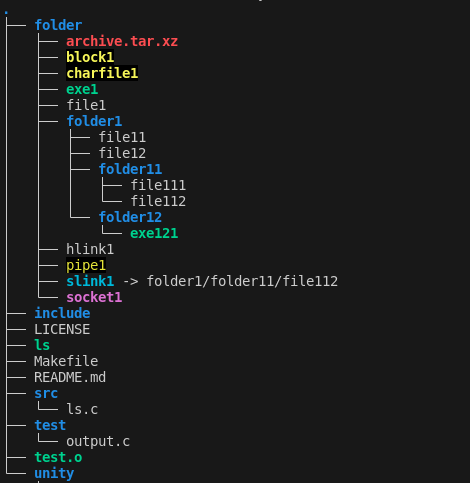 .
├── folder
│   ├── archive.tar.xz
│   ├── block1
│   ├── charfile1
│   ├── exe1
│   ├── file1
│   ├── folder1
│   │   ├── file11
│   │   ├── file12
│   │   ├── folder11
│   │   │   ├── file111
│   │   │   └── file112
│   │   └── folder12
│   │       └── exe121
│   ├── hlink1
│   ├── pipe1
│   ├── slink1 -> folder1/folder11/file112
│   └── socket1
├── include
├── LICENSE
├── ls
├── Makefile
├── README.md
├── src
│   └── ls.c
├── test
│   └── output.c
├── test.o
└── unity